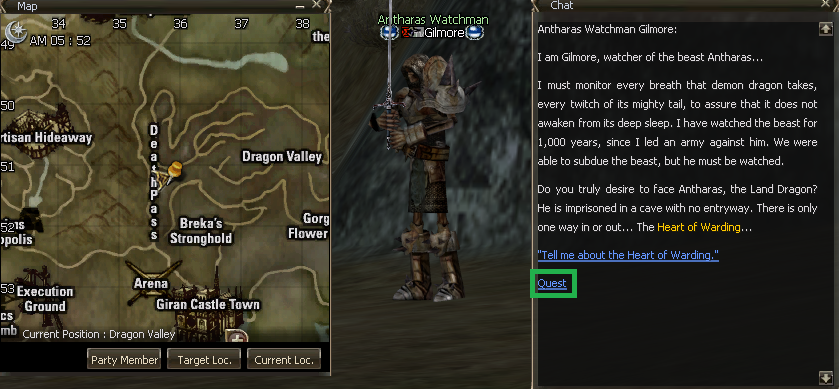 Map
34 35 36 37 38
AM 05 : 52
49
the
50
rtisan Hideaway
51
Death Pass
Dragon Valley
52
opolis
Breka's
Stronghold
Gorg
Flower
53
Execution
Ground
Arena
Giran Castle Town
mb
Current Position : Dragon Valley
Party Member
Target Loc.
Current Loc.
Antharas Watchman
Gilmore
Chat
Antharas Watchman Gilmore:
I am Gilmore, watcher of the beast Antharas...
I must monitor every breath that demon dragon takes,
every twitch of its mighty tail, to assure that it does not
awaken from its deep sleep. I have watched the beast for
1,000 years, since I led an army against him. We were
able to subdue the beast, but he must be watched.
Do you truly desire to face Antharas, the Land Dragon?
He is imprisoned in a cave with no entryway. There is only
one way in or out... The Heart of Warding...
"Tell me about the Heart of Warding."
Quest